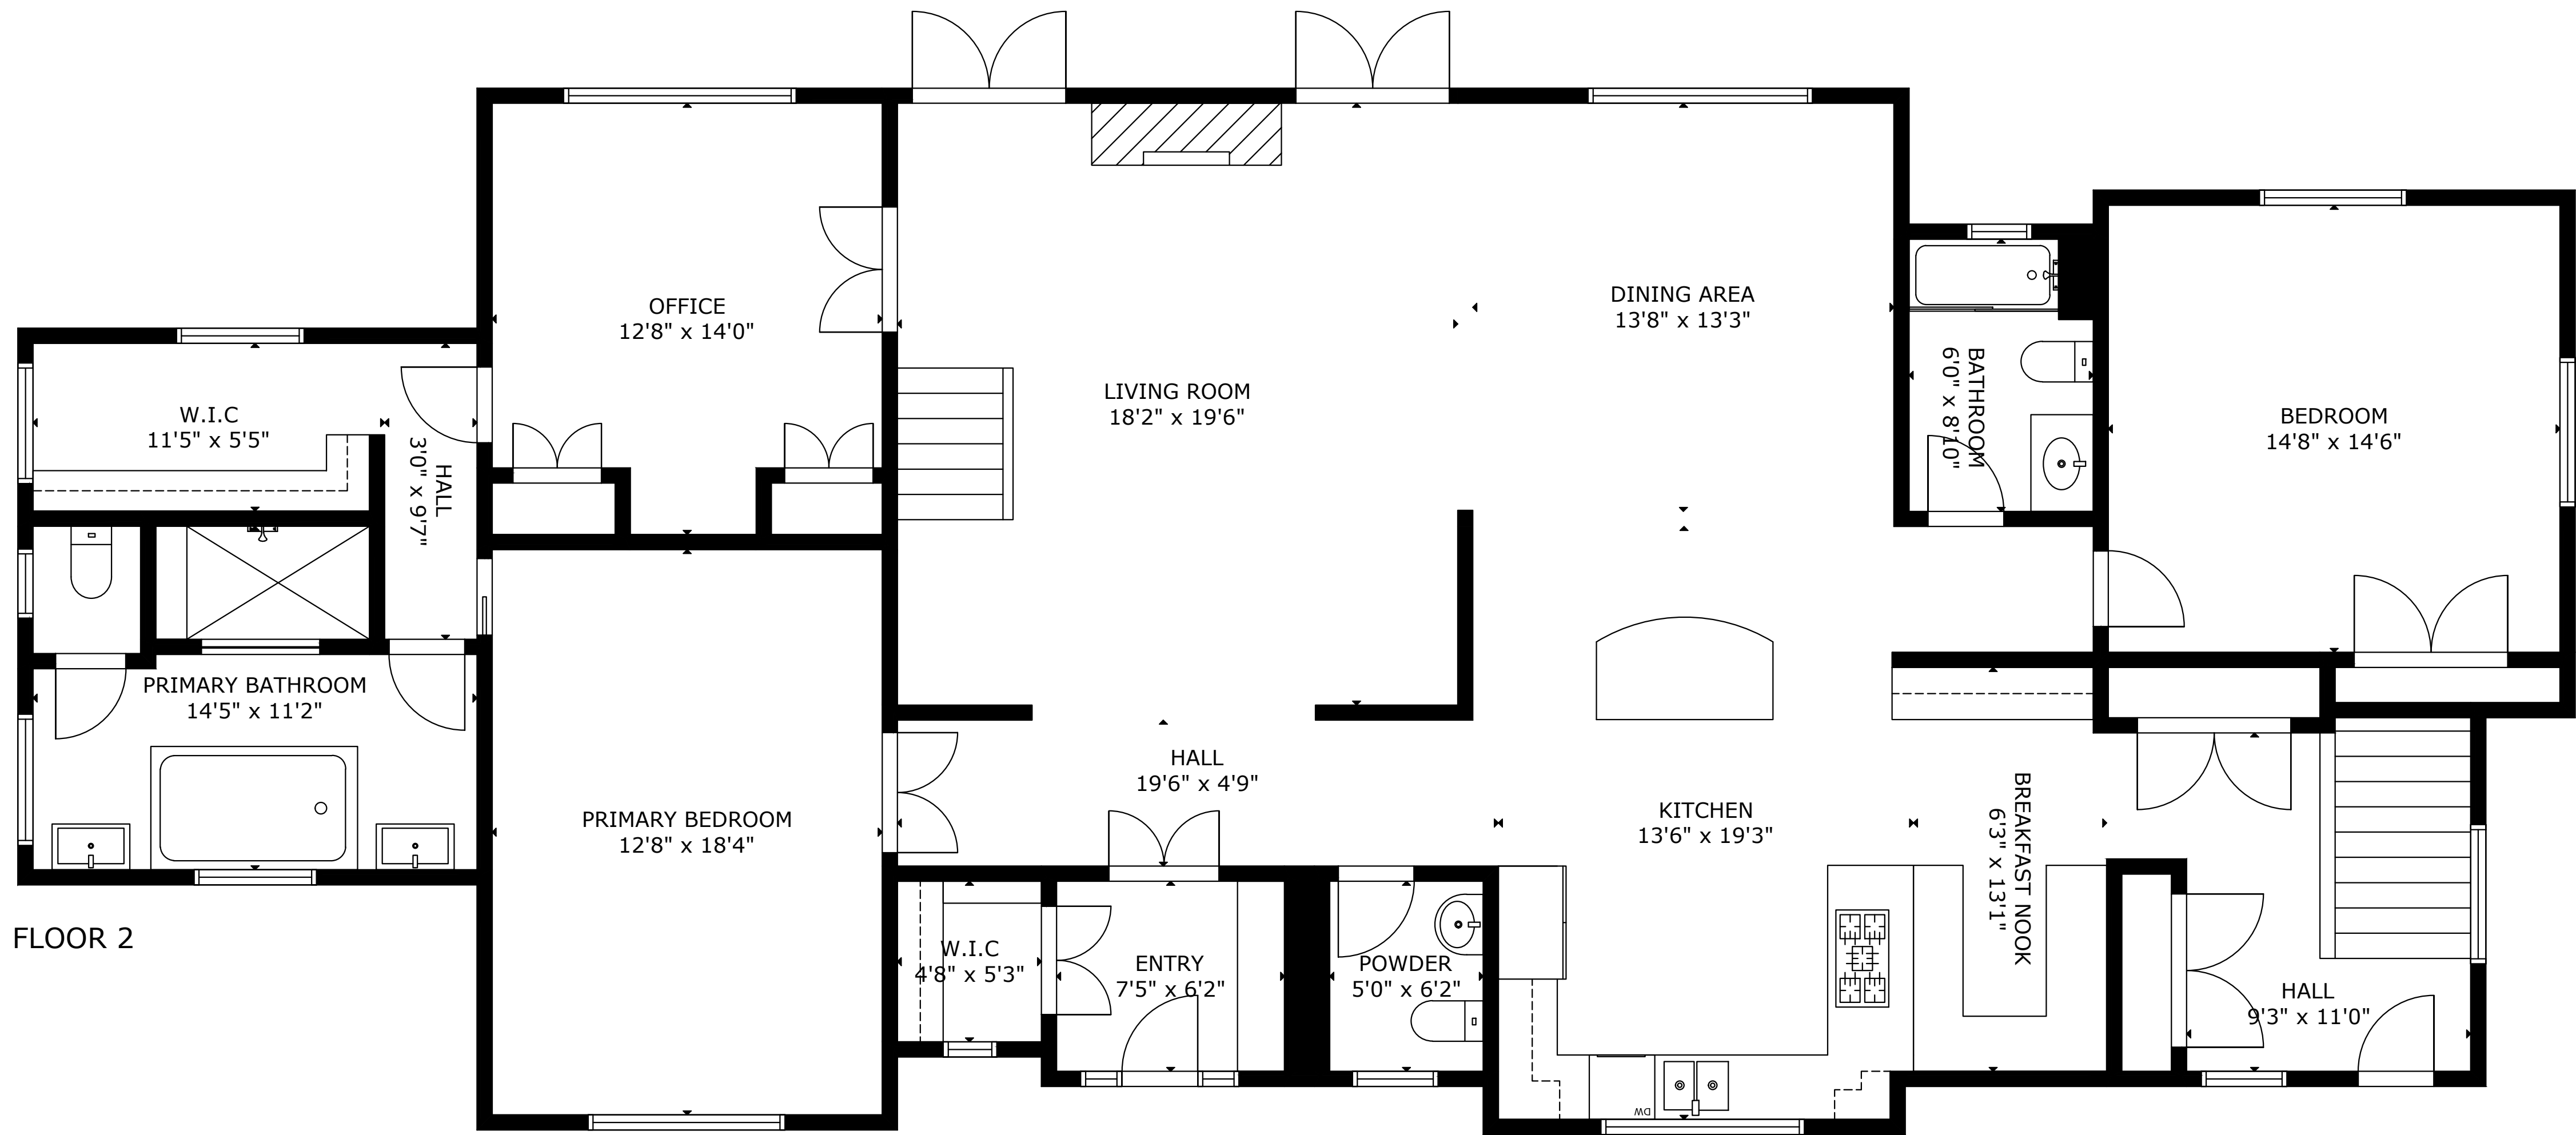 OFFICE
12'8" x 14'0"
DINING AREA
13'8" x 13'3"
LIVING ROOM
18'2" x 19'6"
BATHROOM
6'0" x 8'10"
BEDROOM
14'8" x 14'6"
W.I.C
11'5" x 5'5"
HALL
3'0" x 9'7"
PRIMARY BATHROOM
14'5" x 11'2"
PRIMARY BEDROOM
12'8" x 18'4"
HALL
19'6" x 4'9"
KITCHEN
13'6" x 19'3"
BREAKFAST NOOK
6'3" x 13'1"
FLOOR 2
W.I.C
4'8" x 5'3"
ENTRY
7'5" x 6'2"
POWDER
5'0" x 6'2"
HALL
9'3" x 11'0"
DW